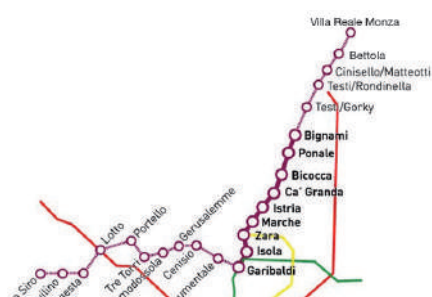 Villa Reale Monza
Bettola
Cinisello/Matteotti
Testi/Rondinella
Testi/Gorky
Bignami
Ponale
Bicocca
Ca' Granda
Istria
Marche
Zara
Isola
Garibaldi
Cenisio
Gerusalemme
Portello
Tre Torri
Lotto
Siro